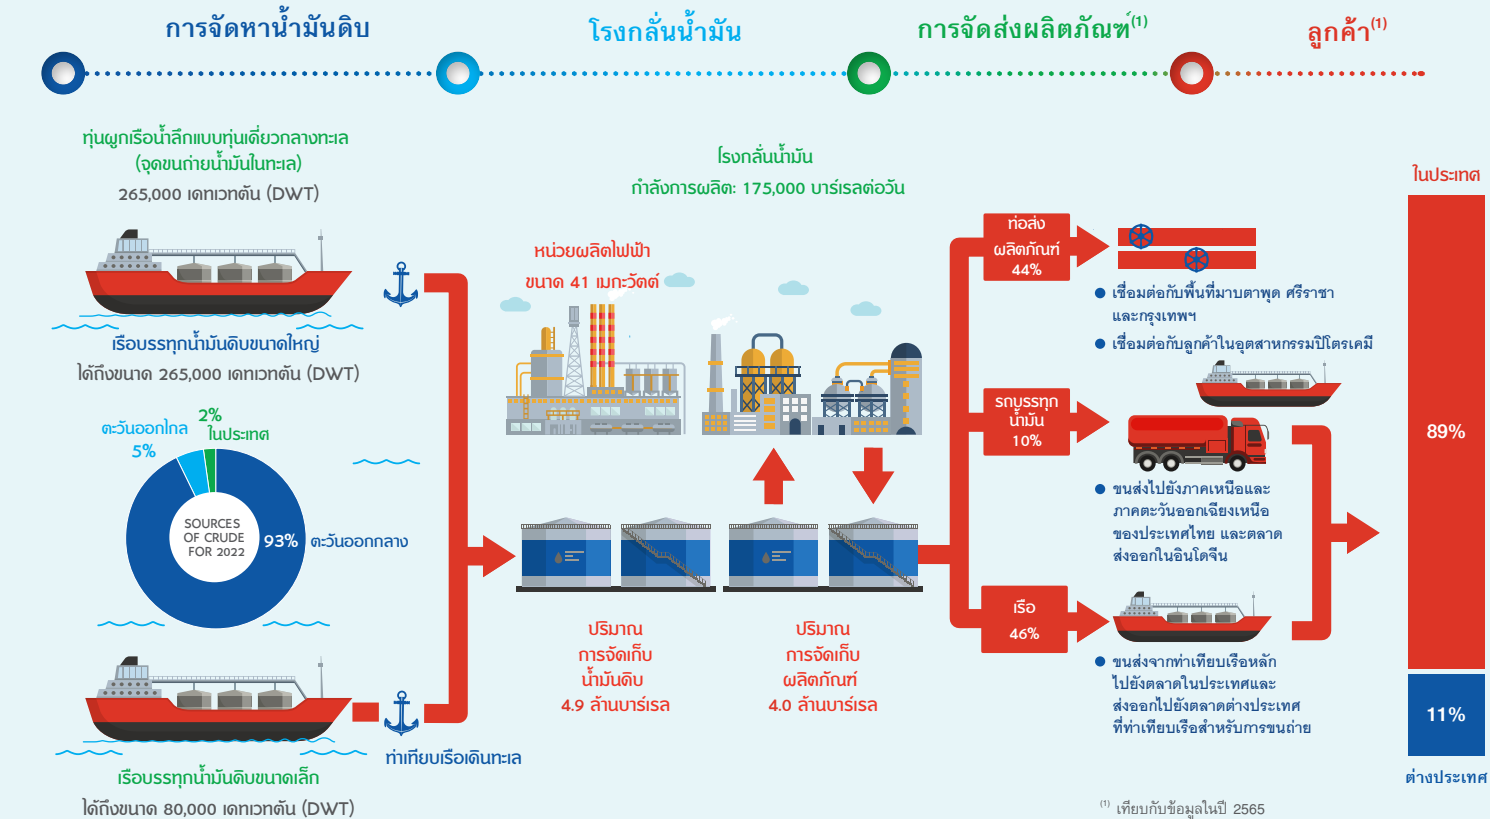 การจัดหาน้ำมันดิบ
โรงกลั่นน้ำมัน
การจัดส่งผลิตภัณฑ์(1)
ลูกค้า(1)
ทุ่นผูกเรือน้ำลึกแบบทุ่นเดี่ยวกลางทะเล
(จุดขนถ่ายน้ำมันในทะเล)
265,000 เดทเวทตัน (DWT)
เรือบรรทุกน้ำมันดิบขนาดใหญ่
ได้ถึงขนาด 265,000 เดทเวทตัน (DWT)
2%
ในประเทศ
ตะวันออกไกล
5%
SOURCES
OF CRUDE
FOR 2022
93% ตะวันออกกลาง
เรือบรรทุกน้ำมันดิบขนาดเล็ก
ได้ถึงขนาด 80,000 เดทเวทตัน (DWT)
ท่าเทียบเรือเดินทะเล
โรงกลั่นน้ำมัน
กำลังการผลิต: 175,000 บาร์เรลต่อวัน
หน่วยผลิตไฟฟ้า
ขนาด 41 เมกะวัตต์
ปริมาณ
การจัดเก็บ
น้ำมันดิบ
4.9 ล้านบาร์เรล
ปริมาณ
การจัดเก็บ
ผลิตภัณฑ์
4.0 ล้านบาร์เรล
ท่อส่ง
ผลิตภัณฑ์
44%
● เชื่อมต่อกับพื้นที่มาบตาพุด ศรีราชา
และกรุงเทพฯ
● เชื่อมต่อกับลูกค้าในอุตสาหกรรมปิโตรเคมี
รถบรรทุก
น้ำมัน
10%
● ขนส่งไปยังภาคเหนือและ
ภาคตะวันออกเฉียงเหนือ
ของประเทศไทย และตลาด
ส่งออกในอินโดจีน
เรือ
46%
● ขนส่งจากท่าเทียบเรือหลัก
ไปยังตลาดในประเทศและ
ส่งออกไปยังตลาดต่างประเทศ
ที่ท่าเทียบเรือสำหรับการขนถ่าย
ในประเทศ
89%
11%
ต่างประเทศ
(1) เทียบกับข้อมูลในปี 2565